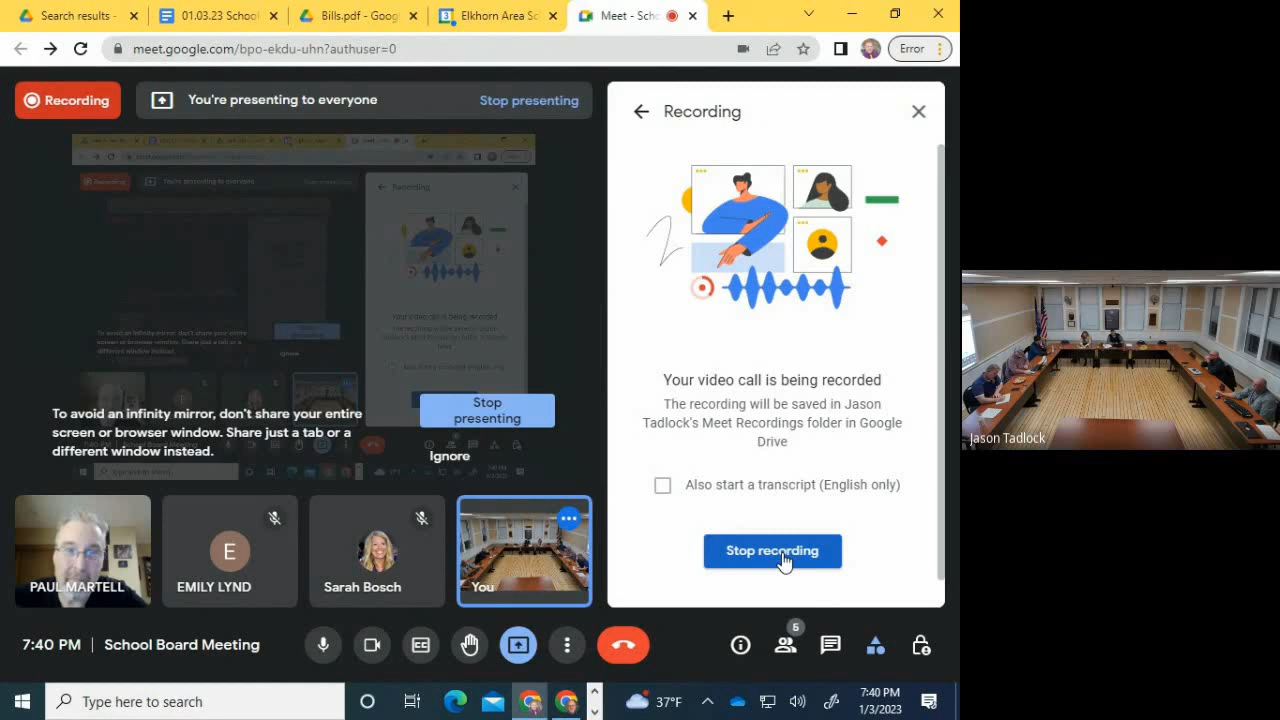 Search results -
01.03.23 School
Bills.pdf - Goog
Elkhorn Area Sc
Meet - Sch
meet.google.com/bpo-ekdu-uhn?authuser=0
Error
Recording
You're presenting to everyone
Stop presenting
Recording
Your video call is being recorded
The recording will be saved in Jason
Tadlock's Meet Recordings folder in Google
Drive
Also start a transcript (English only)
Stop recording
Stop
presenting
To avoid an infinity mirror, don't share your entire
screen or browser window. Share just a tab or a
different window instead.
Ignore
PAUL MARTELL
E
EMILY LYND
Sarah Bosch
You
Jason Tadlock
7:40 PM | School Board Meeting
6
Type here to search
37°F
7:40 PM
1/3/2023